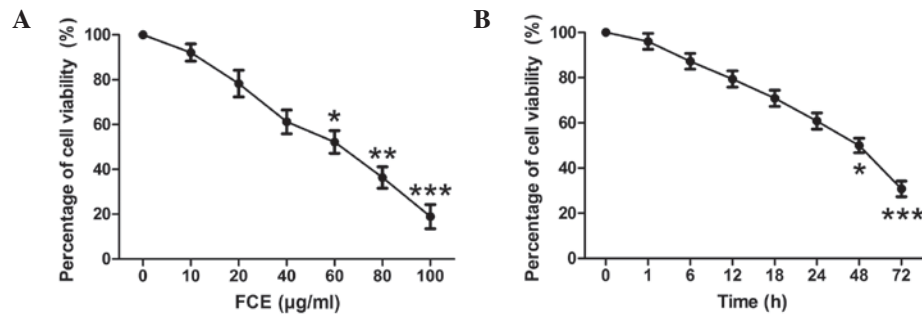 A
Percentage of cell viability (%)
100
80
60
40
20
0
*
**
***
0 10 20 40 60 80 100
FCE (µg/ml)
B
Percentage of cell viability (%)
100
80
60
40
20
0
*
***
0 1 6 12 18 24 48 72
Time (h)